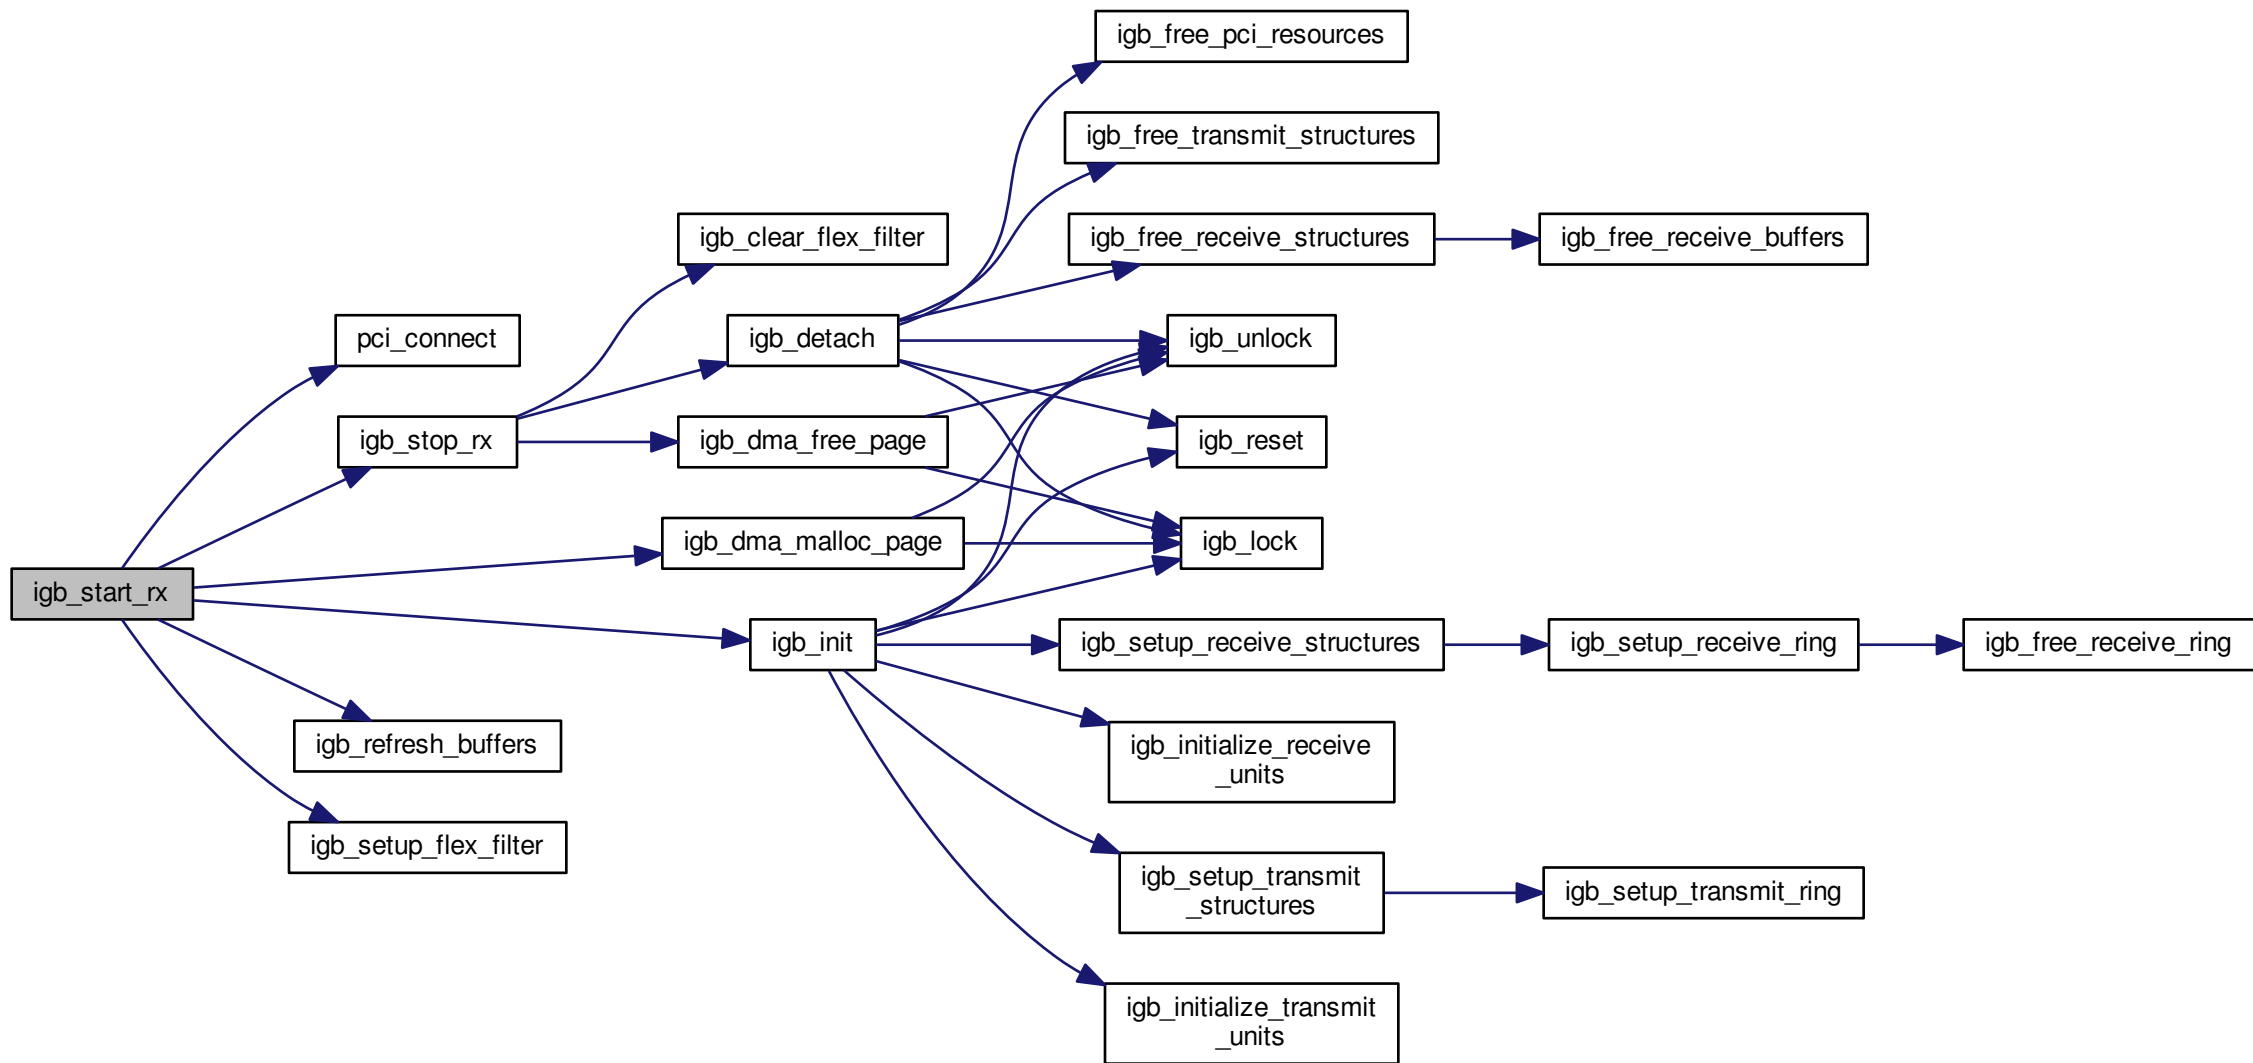 igb_free_pci_resources
igb_free_transmit_structures
igb_clear_flex_filter
igb_free_receive_structures
igb_free_receive_buffers
pci_connect
igb_detach
igb_unlock
igb_stop_rx
igb_dma_free_page
igb_reset
igb_dma_malloc_page
igb_lock
igb_start_rx
igb_init
igb_setup_receive_structures
igb_setup_receive_ring
igb_free_receive_ring
igb_refresh_buffers
igb_initialize_receive
_units
igb_setup_flex_filter
igb_setup_transmit
_structures
igb_setup_transmit_ring
igb_initialize_transmit
_units